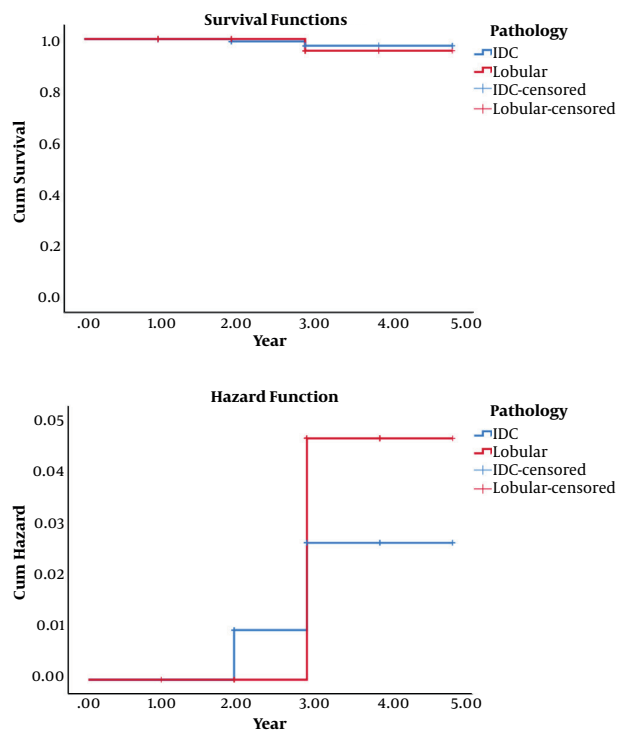 Survival Functions
Pathology
IDC
Lobular
IDC-censored
Lobular-censored
Cum Survival
1.0
0.8
0.6
0.4
0.2
0.0
.00 1.00 2.00 3.00 4.00 5.00
Year
Hazard Function
Pathology
IDC
Lobular
IDC-censored
Lobular-censored
Cum Hazard
0.05
0.04
0.03
0.02
0.01
0.00
.00 1.00 2.00 3.00 4.00 5.00
Year